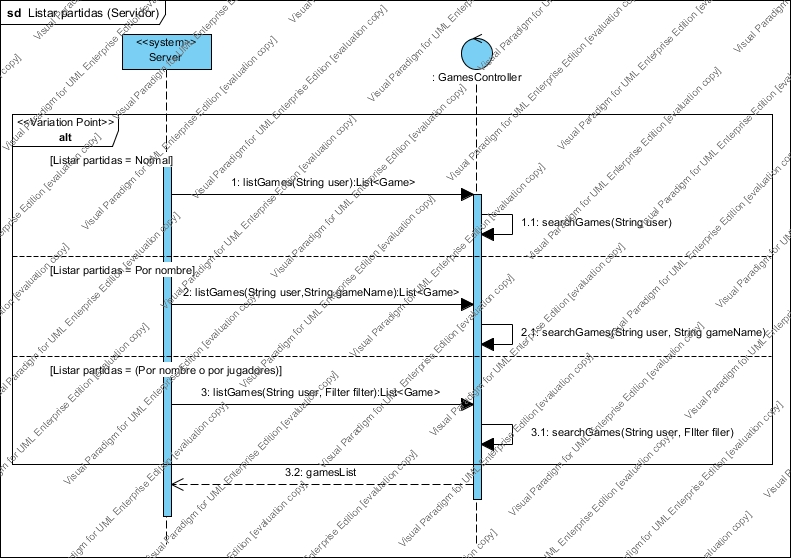 sd Listar partidas (Servidor)
<<system>>
Server
: GamesController
<<Variation Point>>
alt
[Listar partidas = Nomal]
1: listGames(String user):List<Game>
1.1: searchGames(String user)
[Listar partidas = Por nombre]
2: listGames(String user,String gameName):List<Game>
2.1: searchGames(String user, String gameName)
[Listar partidas = (Por nombre o por jugadores)]
3: listGames(String user, Filter filter):List<Game>
3.1: searchGames(String user, FIlter filer)
3.2: gamesList
Visual Paradigm for UML Enterprise Edition [evaluation copy]